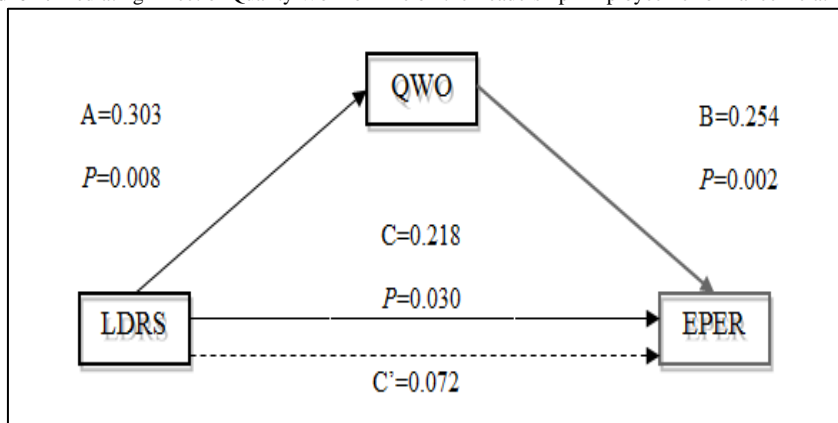 QWO
A=0.303
B=0.254
P=0.008
P=0.002
C=0.218
P=0.030
LDRS
EPER
C’=0.072